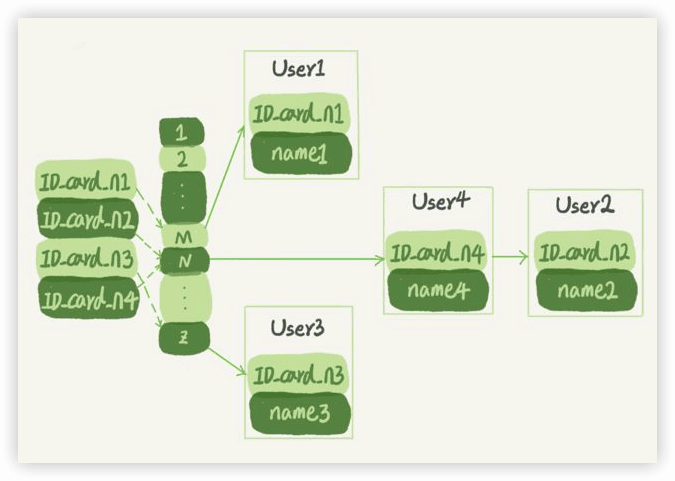 ID_card_n1
ID_card_n2
ID_card_n3
ID_card_n4
1
2
M
N
Z
User1
ID_card_n1
name1
User4
ID_card_n4
name4
User2
ID_card_n2
name2
User3
ID_card_n3
name3